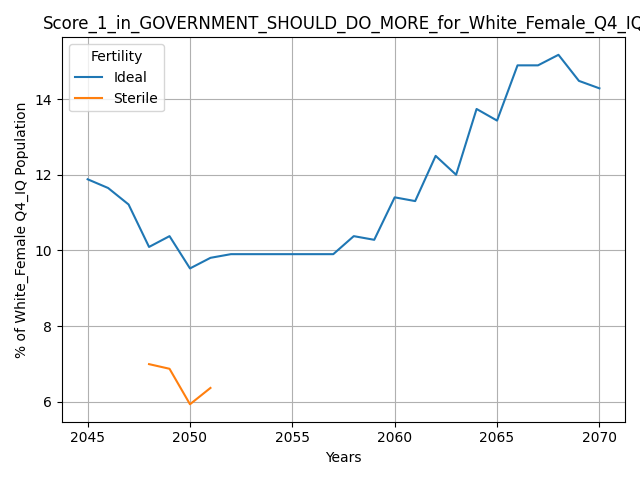 Score_1_in_GOVERNMENT_SHOULD_DO_MORE_for_White_Female_Q4_IQ
Fertility
Ideal
Sterile
% of White_Female Q4_IQ Population
14
12
10
8
6
2045 2050 2055 2060 2065 2070
Years